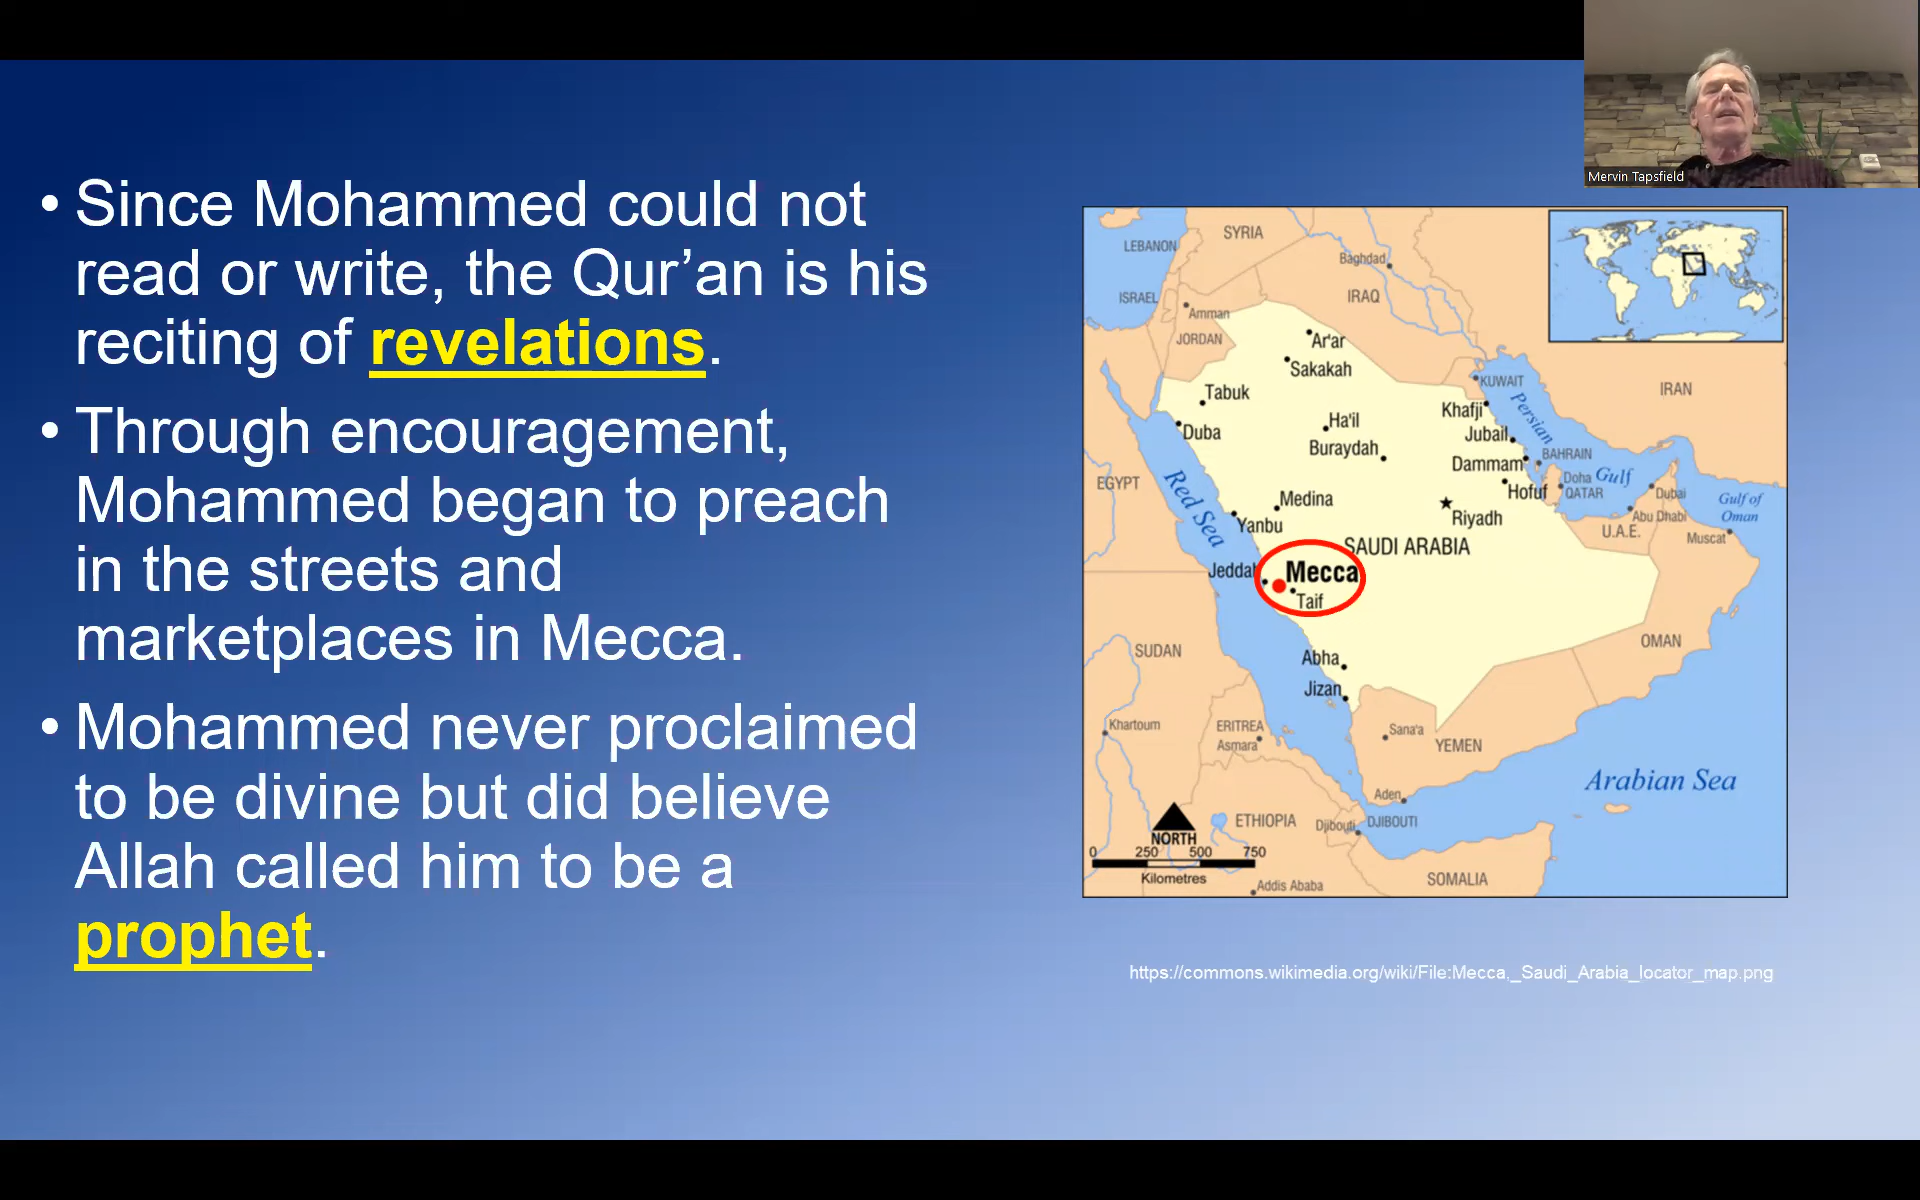 • Since Mohammed could not
read or write, the Qur’an is his
reciting of revelations.
• Through encouragement,
Mohammed began to preach
in the streets and
marketplaces in Mecca.
• Mohammed never proclaimed
to be divine but did believe
Allah called him to be a
prophet.
Mervin Tapsfield
SYRIA
LEBANON
Baghdad
ISRAEL
IRAQ
Amman
JORDAN
Ar'ar
Sakakah
KUWAIT
IRAN
Tabuk
Khafji
Persian
Gulf
Ha'il
Duba
Jubail
Buraydah
BAHRAIN
Dammam
EGYPT
Red Sea
Medina
Hofuf
Doha
QATAR
Dubai
Gulf of
Oman
Yanbu
Riyadh
Abu Dhabi
U.A.E.
Muscat
SAUDI ARABIA
Jeddah
Mecca
Taif
SUDAN
OMAN
Abha
Jizan
Khartoum
ERITREA
Asmara
Sana'a
YEMEN
Arabian Sea
Aden
NORTH
ETHIOPIA
Djibouti
DJIBOUTI
0 250 500 750
Kilometres
Addis Ababa
SOMALIA
https://commons.wikimedia.org/wiki/File:Mecca,_Saudi_Arabia_locator_map.png